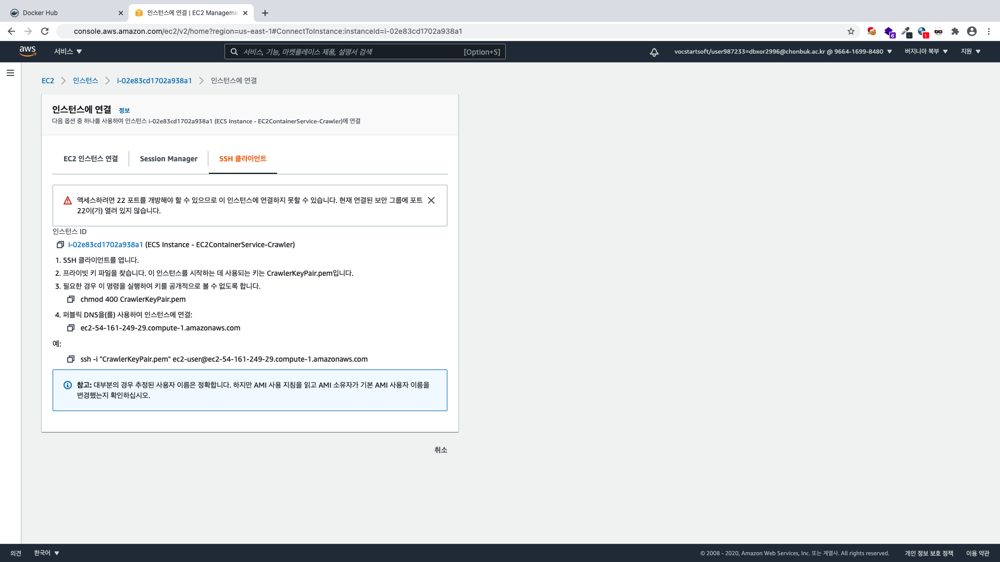 Docker Hub
인스턴스에 연결 | EC2 Manageme
console.aws.amazon.com/ec2/v2/home?region=us-east-1#ConnectToInstance:instanceId=i-02e83cd1702a938a1
6
1
aws
서비스
서비스, 기능, 마켓플레이스 제품, 설명서 검색
[Option+S]
vocstartsoft/user987233=dbxor2996@chonbuk.ac.kr @ 9664-1699-8480
버지니아 북부
지원
EC2
인스턴스
i-02e83cd1702a938a1
인스턴스에 연결
인스턴스에 연결 정보
다음 옵션 중 하나를 사용하여 인스턴스 i-02e83cd1702a938a1 (ECS Instance - EC2ContainerService-Crawler)에 연결
EC2 인스턴스 연결
Session Manager
SSH 클라이언트
액세스하려면 22 포트를 개방해야 할 수 있으므로 이 인스턴스에 연결하지 못할 수 있습니다. 현재 연결된 보안 그룹에 포트
22이(가) 열려 있지 않습니다.
인스턴스 ID
i-02e83cd1702a938a1 (ECS Instance - EC2ContainerService-Crawler)
1. SSH 클라이언트를 엽니다.
2. 프라이빗 키 파일을 찾습니다. 이 인스턴스를 시작하는 데 사용되는 키는 CrawlerKeyPair.pem입니다.
3. 필요한 경우 이 명령을 실행하여 키를 공개적으로 볼 수 없도록 합니다.
chmod 400 CrawlerKeyPair.pem
4. 퍼블릭 DNS을(를) 사용하여 인스턴스에 연결:
ec2-54-161-249-29.compute-1.amazonaws.com
예:
ssh -i "CrawlerKeyPair.pem" ec2-user@ec2-54-161-249-29.compute-1.amazonaws.com
참고: 대부분의 경우 추정된 사용자 이름은 정확합니다. 하지만 AMI 사용 지침을 읽고 AMI 소유자가 기본 AMI 사용자 이름을
변경했는지 확인하십시오.
취소
의견
한국어
© 2008 - 2020, Amazon Web Services, Inc. 또는 계열사. All rights reserved.
개인 정보 보호 정책
이용 약관